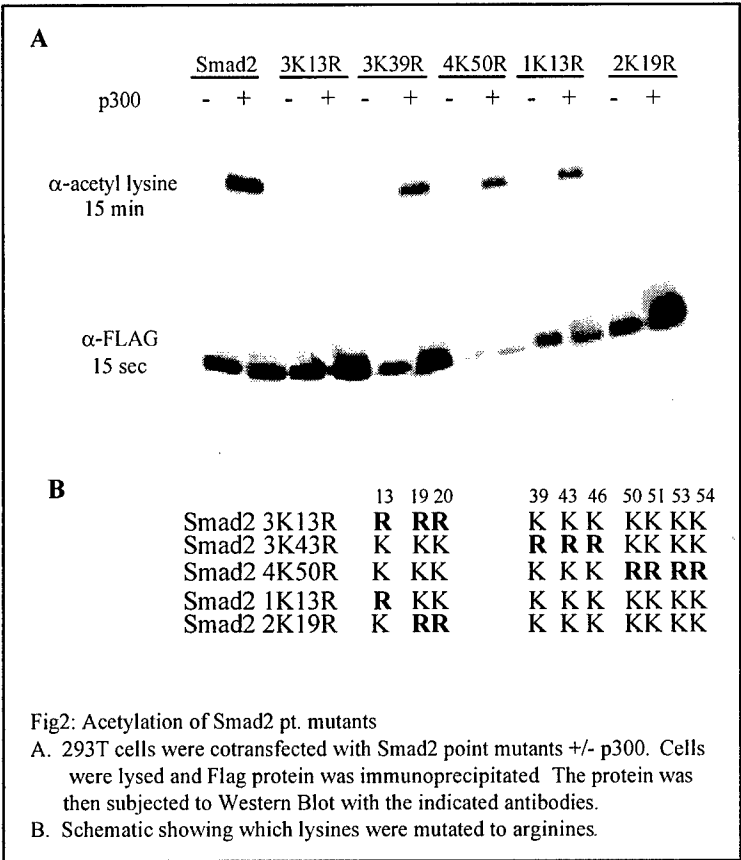 A
Smad2 3K13R 3K39R 4K50R 1K13R 2K19R
p300 - + - + - + - + - + - +
α-acetyl lysine
15 min
α-FLAG
15 sec
B
13 19 20 39 43 46 50 51 53 54
Smad2 3K13R R RR K K K KK KK
Smad2 3K43R K KK R R R KK KK
Smad2 4K50R K KK K K K RR RR
Smad2 1K13R R KK K K K KK KK
Smad2 2K19R K RR K K K KK KK
Fig2: Acetylation of Smad2 pt. mutants
A. 293T cells were cotransfected with Smad2 point mutants +/- p300. Cells
were lysed and Flag protein was immunoprecipitated The protein was
then subjected to Western Blot with the indicated antibodies.
B. Schematic showing which lysines were mutated to arginines.